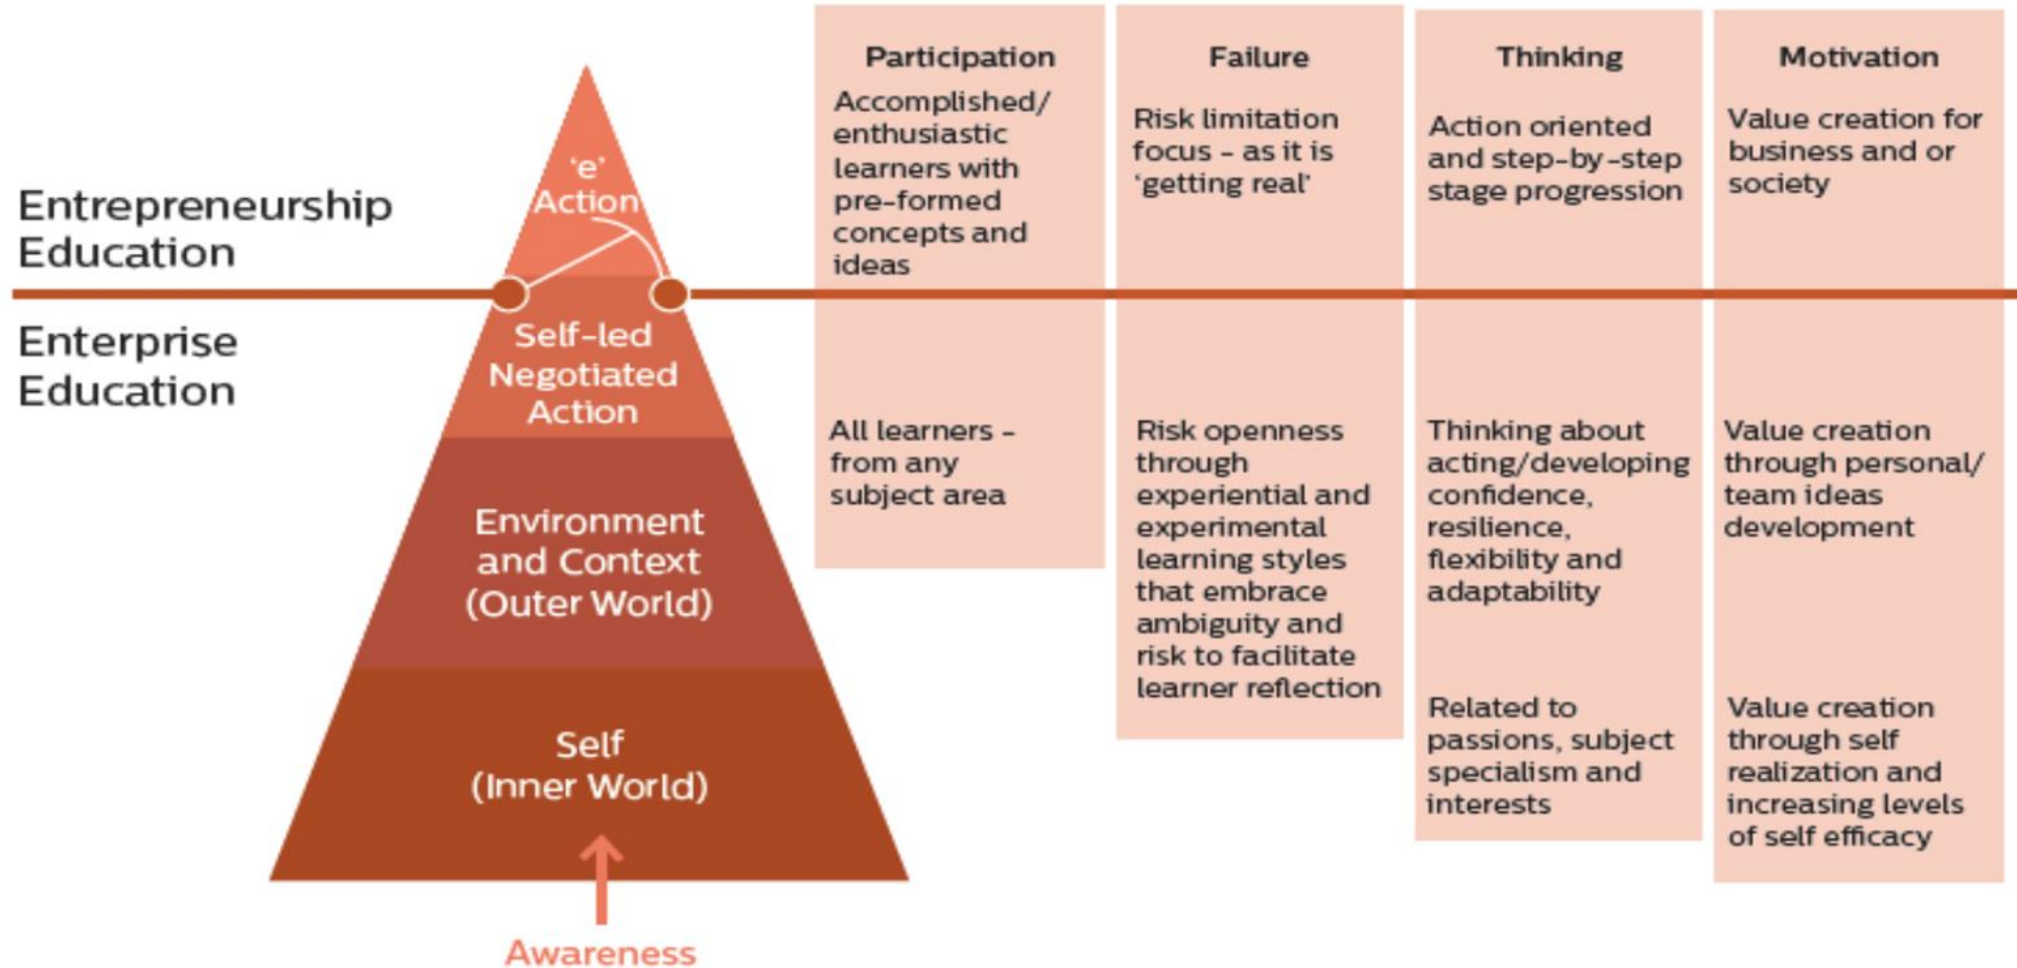 Entrepreneurship
Education
Enterprise
Education
'e'
Action
Self-led
Negotiated
Action
Environment
and Context
(Outer World)
Self
(Inner World)
Awareness
Participation
Accomplished/
enthusiastic
learners with
pre-formed
concepts and
ideas
All learners -
from any
subject area
Failure
Risk limitation
focus - as it is
'getting real'
Risk openness
through
experiential and
experimental
learning styles
that embrace
ambiguity and
risk to facilitate
learner reflection
Thinking
Action oriented
and step-by-step
stage progression
Thinking about
acting/developing
confidence,
resilience,
flexibility and
adaptability
Related to
passions, subject
specialism and
interests
Motivation
Value creation for
business and or
society
Value creation
through personal/
team ideas
development
Value creation
through self
realization and
increasing levels
of self efficacy